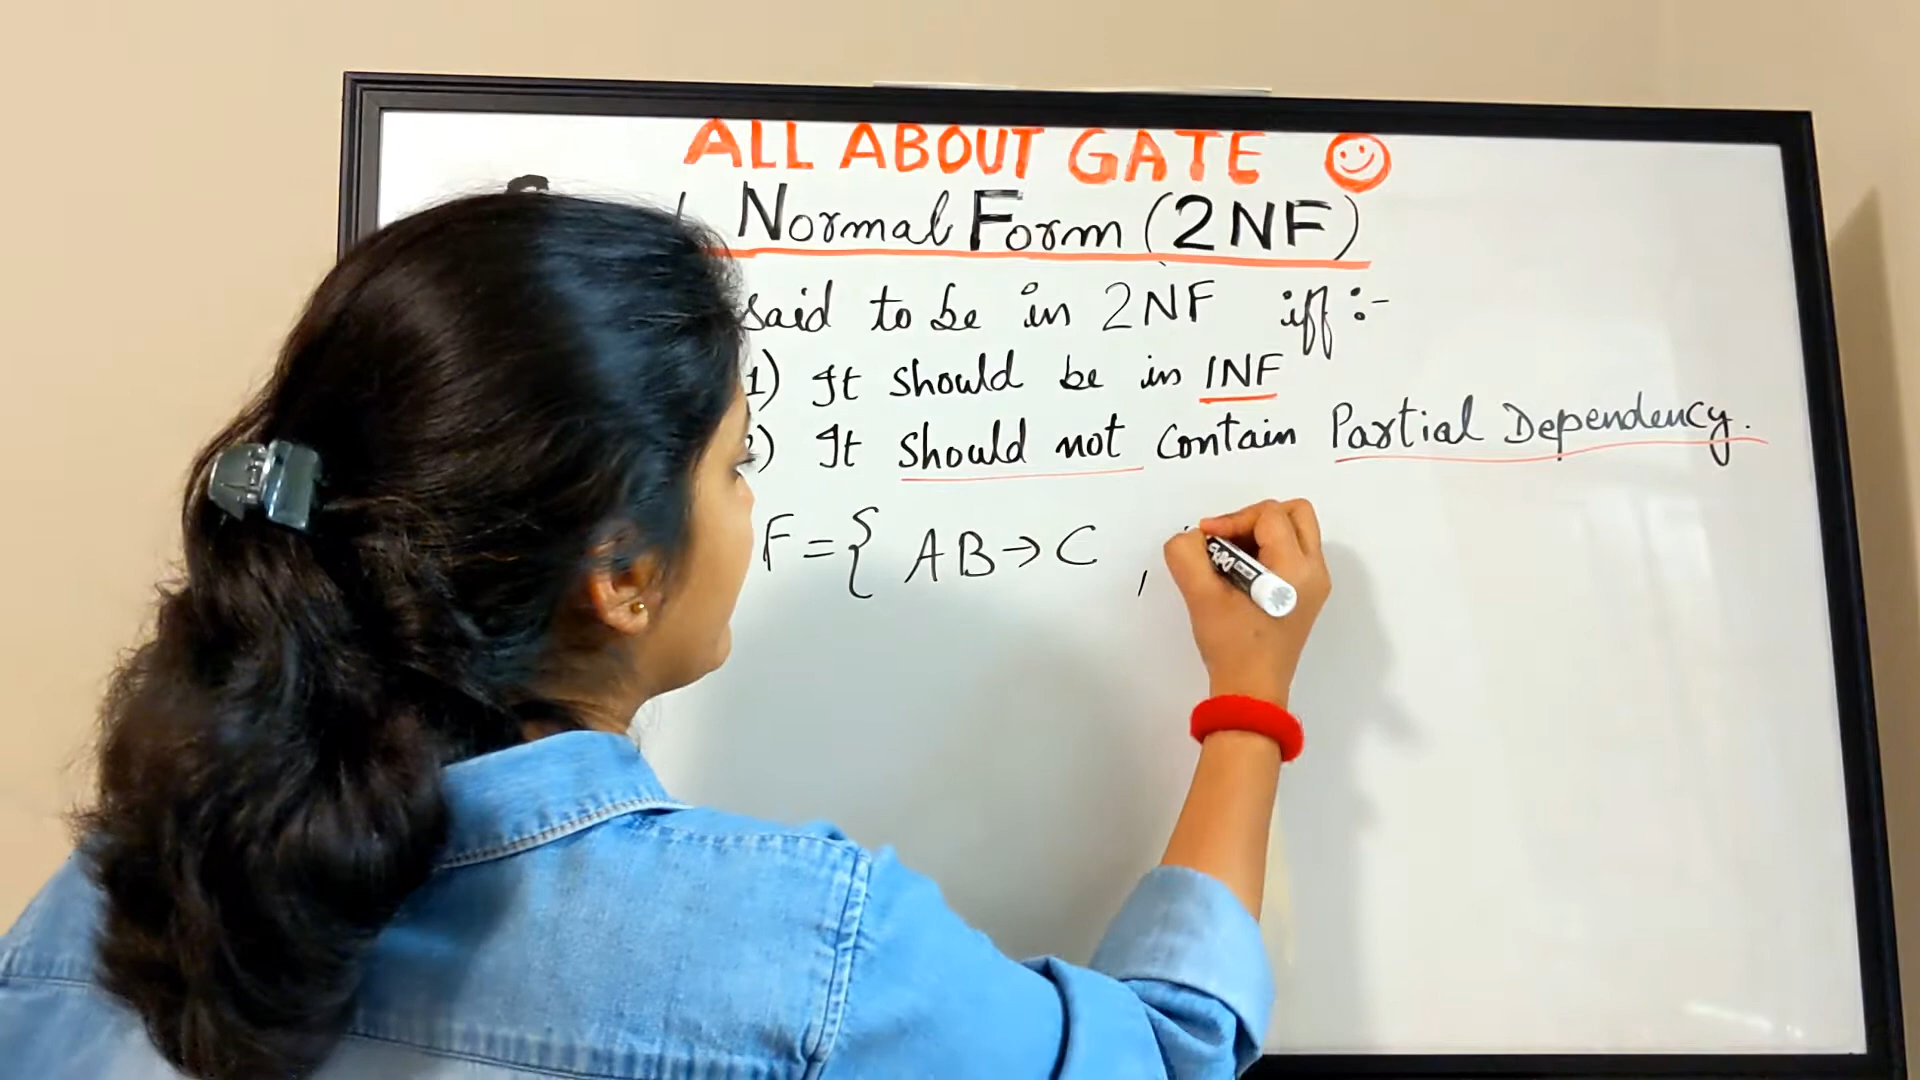 ALL ABOUT GATE
Normal Form (2NF)
said to be in 2NF iff :-
1) It should be in 1NF
2) It should not contain Partial Dependency.
F = { AB → C ,